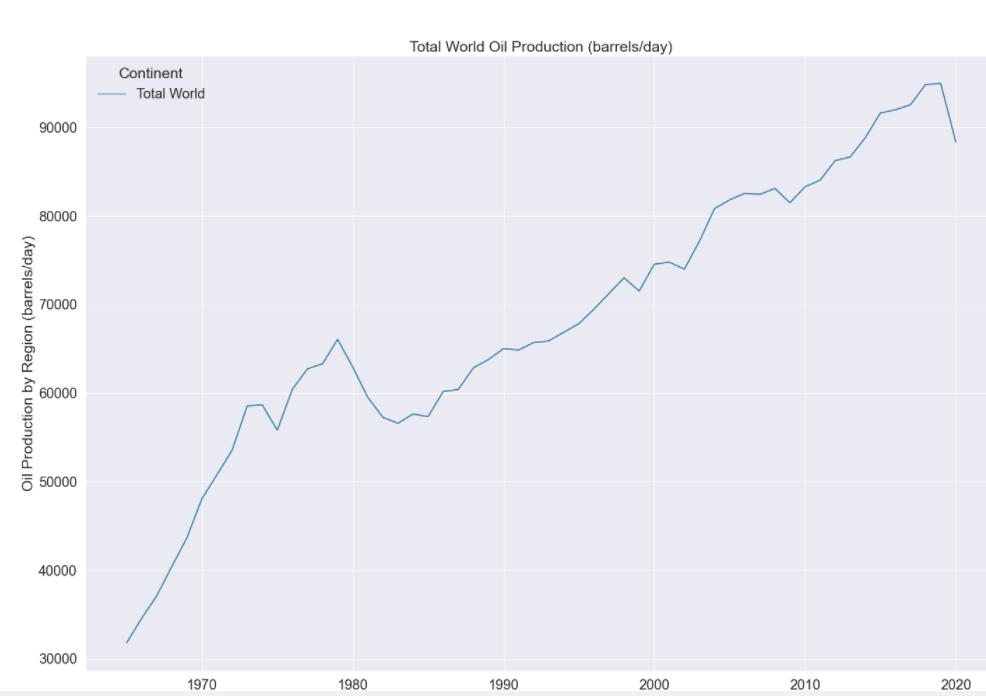 Total World Oil Production (barrels/day)
Continent
Total World
Oil Production by Region (barrels/day)
90000
80000
70000
60000
50000
40000
30000
1970 1980 1990 2000 2010 2020